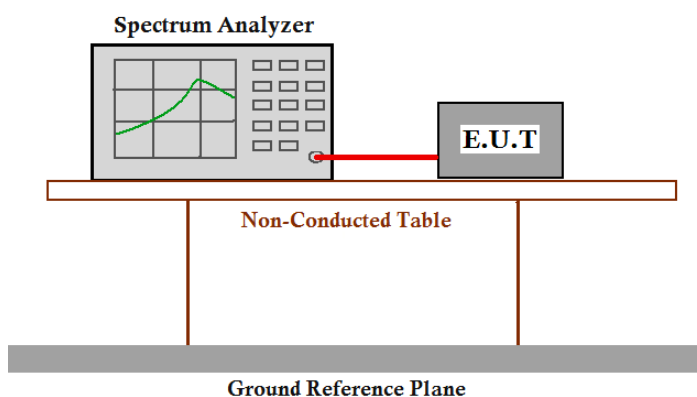 Spectrum Analyzer
E.U.T
Non-Conducted Table
Ground Reference Plane